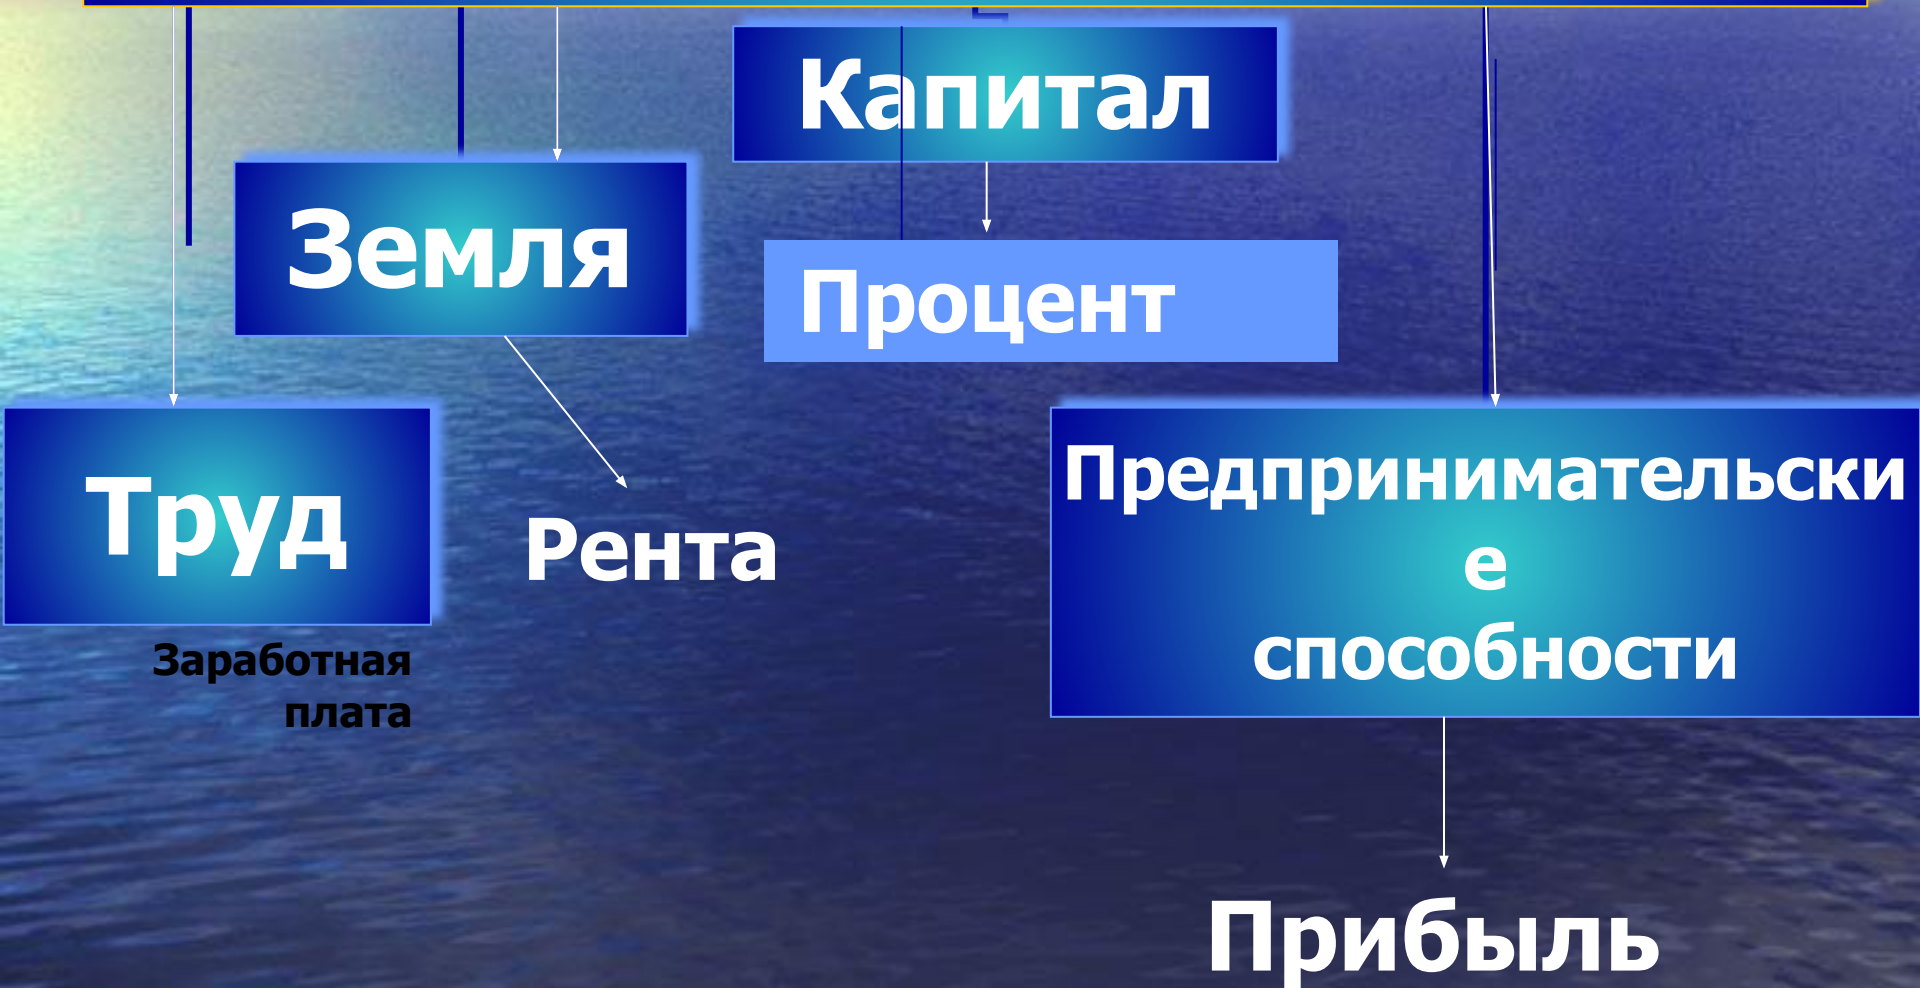 Капитал
Земля
Процент
Труд
Рента
Предпринимательски
е
способности
Заработная
плата
Прибыль